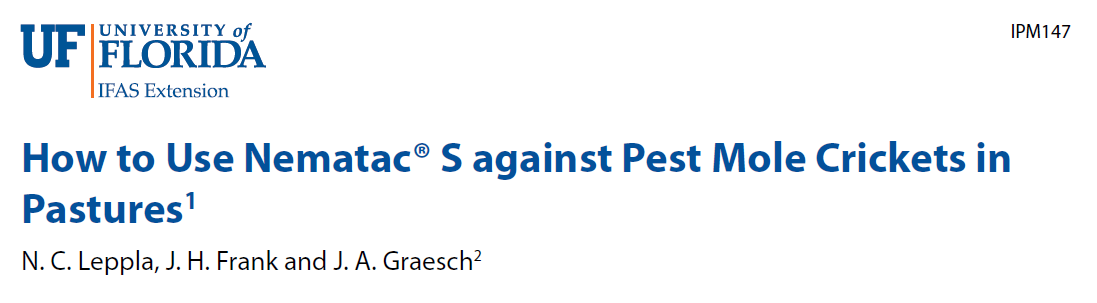 UF UNIVERSITY of
FLORIDA
IFAS Extension
IPM147
How to Use Nematac® S against Pest Mole Crickets in
Pastures¹
N. C. Leppla, J. H. Frank and J. A. Graesch²